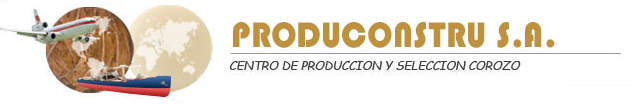 PRODUCONSTRU S.A.
CENTRO DE PRODUCCION Y SELECCION COROZO